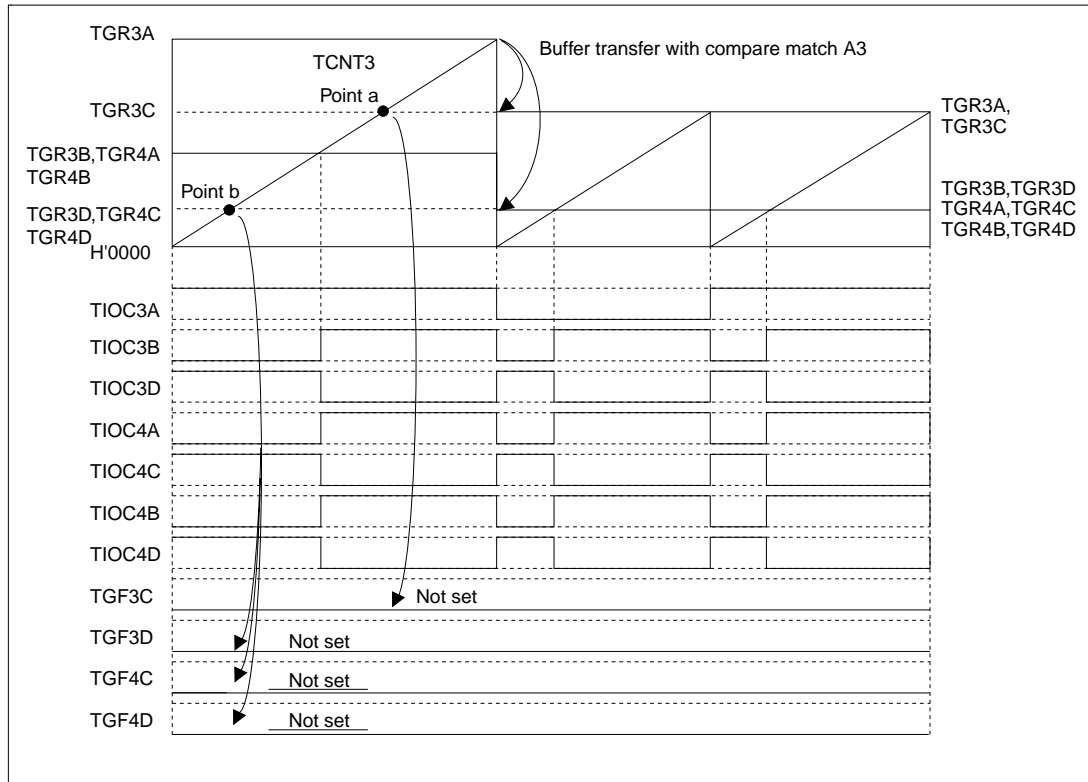 TGR3A
TCNT3
Buffer transfer with compare match A3
Point a
TGR3C
TGR3A,
TGR3C
TGR3B,TGR4A
TGR4B
Point b
TGR3D,TGR4C
TGR4D
H'0000
TGR3B,TGR3D
TGR4A,TGR4C
TGR4B,TGR4D
TIOC3A
TIOC3B
TIOC3D
TIOC4A
TIOC4C
TIOC4B
TIOC4D
TGF3C
Not set
TGF3D
Not set
TGF4C
Not set
TGF4D
Not set